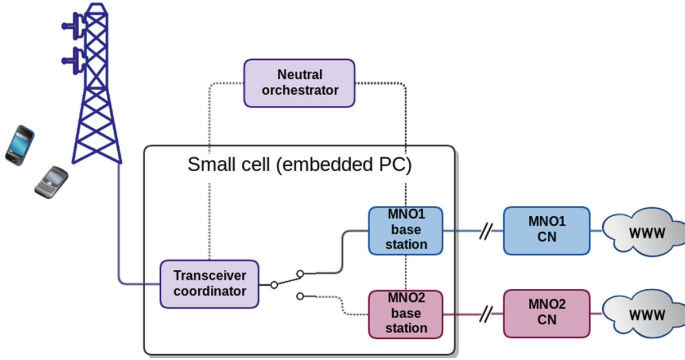 Neutral
orchestrator
Small cell (embedded PC)
MNO1
base
station
MNO1
CN
WWW
Transceiver
coordinator
MNO2
base
station
MNO2
CN
WWW